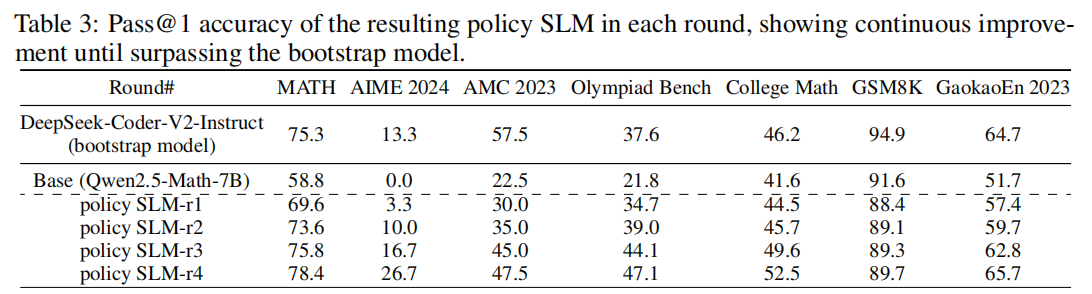 Table 3: Pass@1 accuracy of the resulting policy SLM in each round, showing continuous improve-
ment until surpassing the bootstrap model.
Round# MATH AIME 2024 AMC 2023 Olympiad Bench College Math GSM8K GaokaoEn 2023
DeepSeek-Coder-V2-Instruct
(bootstrap model) 75.3 13.3 57.5 37.6 46.2 94.9 64.7
Base (Qwen2.5-Math-7B) 58.8 0.0 22.5 21.8 41.6 91.6 51.7
policy SLM-r1 69.6 3.3 30.0 34.7 44.5 88.4 57.4
policy SLM-r2 73.6 10.0 35.0 39.0 45.7 89.1 59.7
policy SLM-r3 75.8 16.7 45.0 44.1 49.6 89.3 62.8
policy SLM-r4 78.4 26.7 47.5 47.1 52.5 89.7 65.7